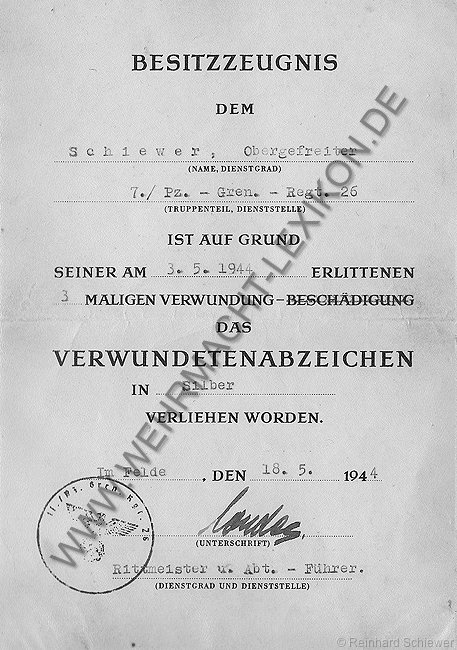 BESITZZEUGNIS
DEM
Schiewer, Obergefreiter
(NAME, DIENSTGRAD)
7./ Pz. - Gren. - Regt. 26
(TRUPPENTEIL, DIENSTSTELLE)
IST AUF GRUND
SEINER AM 3. 5. 1944 ERLITTENEN
3 MALIGEN VERWUNDUNG - BESCHÄDIGUNG
DAS
VERWUNDETENABZEICHEN
IN Silber
VERLIEHEN WORDEN.
Im Felde, DEN 18. 5. 1944
(UNTERSCHRIFT)
Rittmeister u. Abt. - Führer.
(DIENSTGRAD UND DIENSTSTELLE)
WWW.WEHRMACHT-LEXIKON.DE
© Reinhard Schiewer